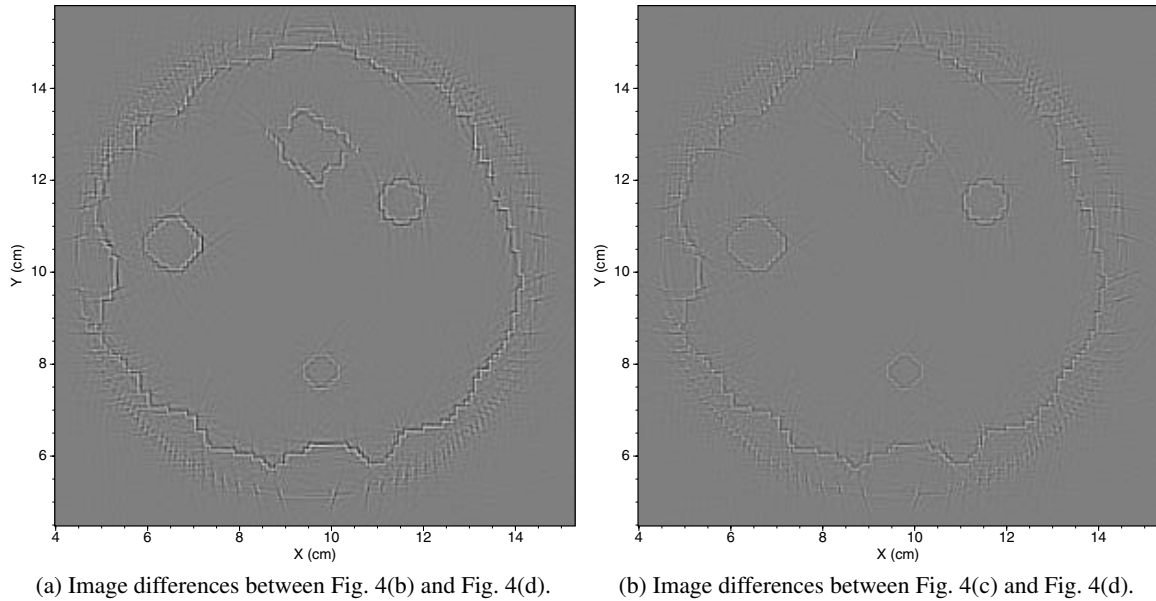 14
12
10
8
6
Y (cm)
4 6 8 10 12 14
X (cm)
(a) Image differences between Fig. 4(b) and Fig. 4(d).
14
12
10
8
6
Y (cm)
4 6 8 10 12 14
X (cm)
(b) Image differences between Fig. 4(c) and Fig. 4(d).